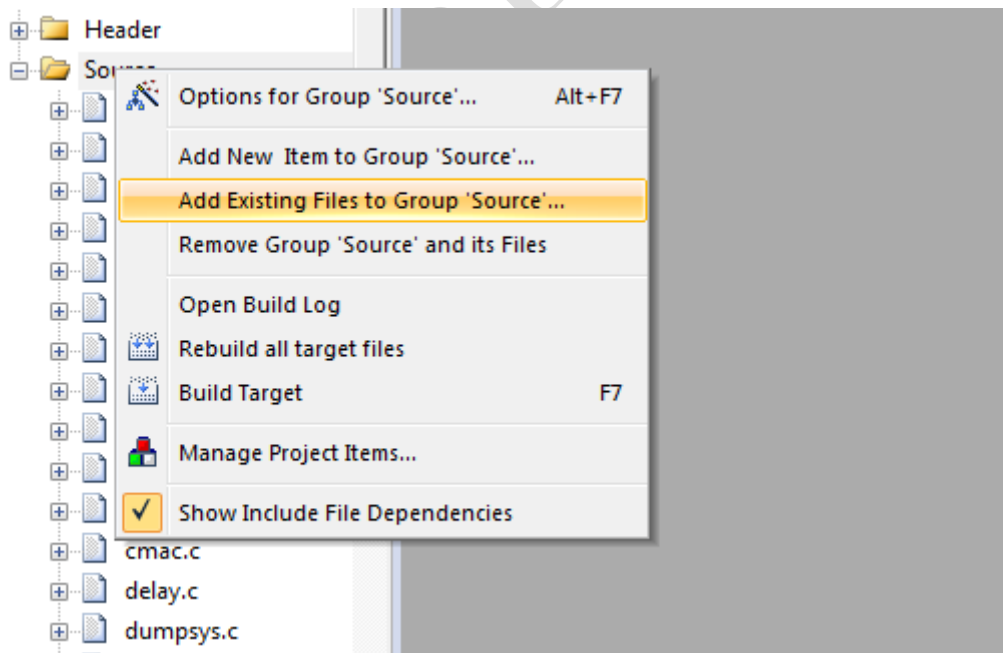 Header
Options for Group 'Source'... Alt+F7
Add New Item to Group 'Source'...
Add Existing Files to Group 'Source'...
Remove Group 'Source' and its Files
Open Build Log
Rebuild all target files
Build Target F7
Manage Project Items...
Show Include File Dependencies
cmac.c
delay.c
dumpsys.c